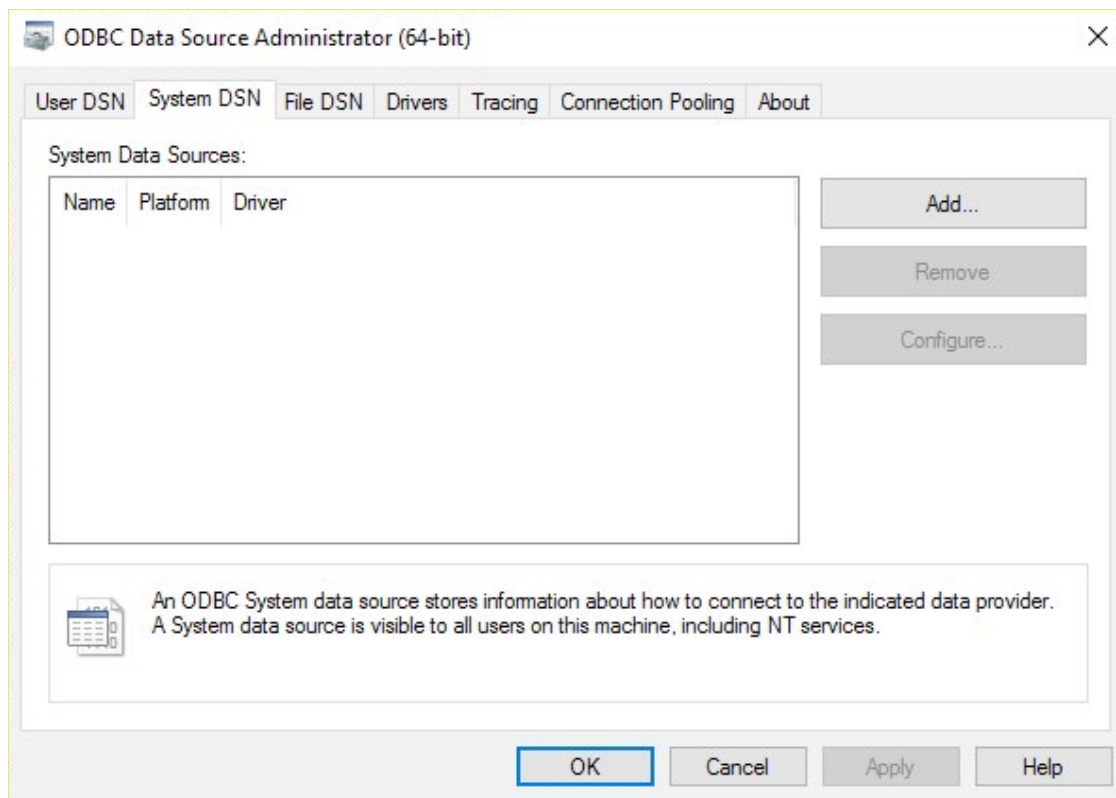 ODBC Data Source Administrator (64-bit)
User DSN System DSN File DSN Drivers Tracing Connection Pooling About
System Data Sources:
Name Platform Driver
Add...
Remove
Configure...
An ODBC System data source stores information about how to connect to the indicated data provider.
A System data source is visible to all users on this machine, including NT services.
OK Cancel Apply Help